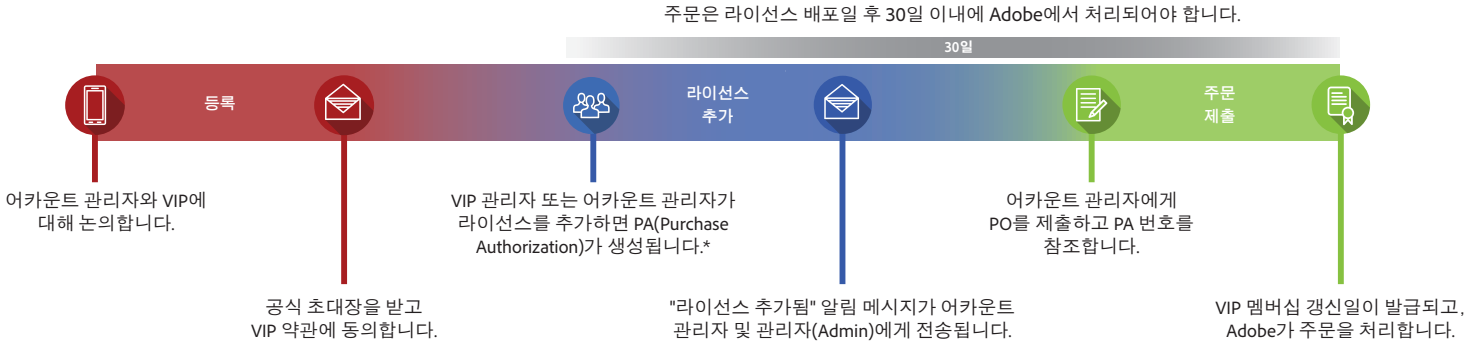 주문은 라이선스 배포일 후 30일 이내에 Adobe에서 처리되어야 합니다.
30일
등록
라이선스
추가
주문
제출
어카운트 관리자와 VIP에
대해 논의합니다.
VIP 관리자 또는 어카운트 관리자가
라이선스를 추가하면 PA(Purchase
Authorization)가 생성됩니다.*
어카운트 관리자에게
PO를 제출하고 PA 번호를
참조합니다.
공식 초대장을 받고
VIP 약관에 동의합니다.
"라이선스 추가됨" 알림 메시지가 어카운트
관리자 및 관리자(Admin)에게 전송됩니다.
VIP 멤버십 갱신일이 발급되고,
Adobe가 주문을 처리합니다.